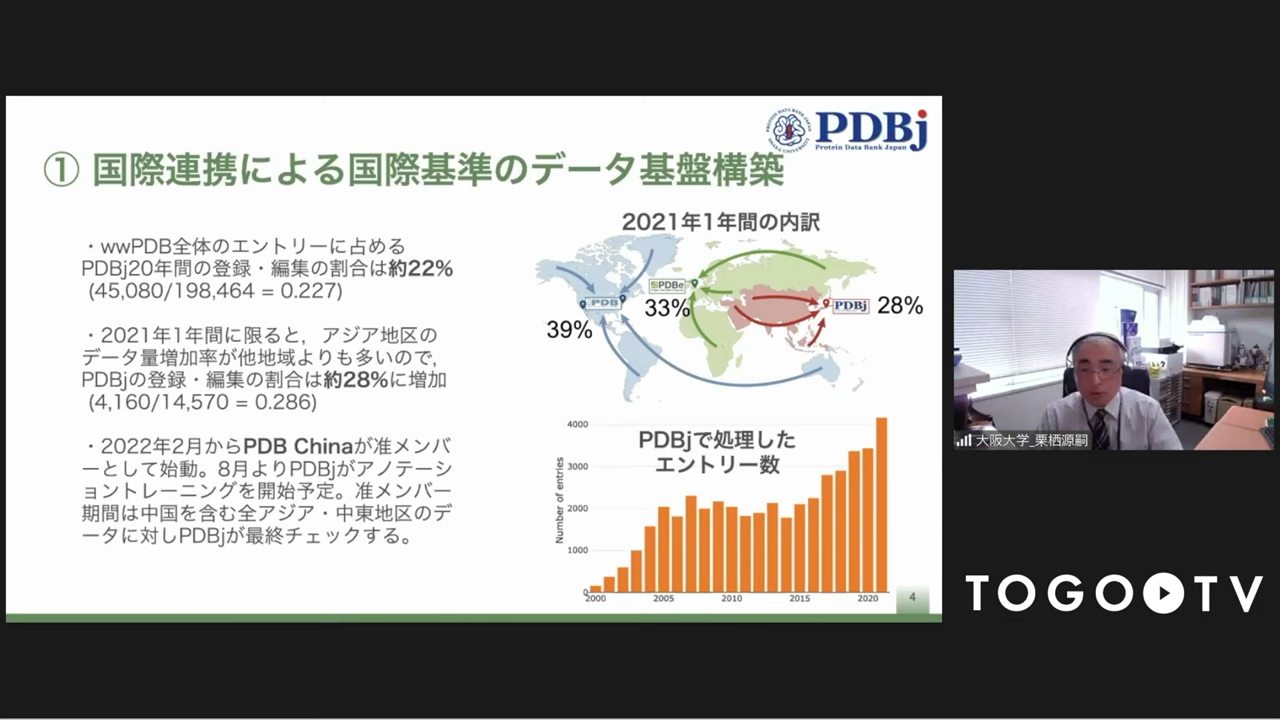 PDBj
Protein Data Bank Japan
① 国際連携による国際基準のデータ基盤構築
・wwPDB全体のエントリーに占める
PDBj20年間の登録・編集の割合は約22%
(45,080/198,464 = 0.227)
・2021年1年間に限ると, アジア地区の
データ量増加率が他地域よりも多いので,
PDBjの登録・編集の割合は約28%に増加
(4,160/14,570 = 0.286)
・2022年2月からPDB Chinaが准メンバ
ーとして始動。8月よりPDBjがアノテーシ
ョントレーニングを開始予定。准メンバー
期間は中国を含む全アジア・中東地区のデ
ータに対しPDBjが最終チェックする。
2021年1年間の内訳
PDBe
PDB
PDBj
28%
33%
39%
PDBjで処理した
エントリー数
Number of entries
4000
3000
2000
1000
0
2000
2005
2010
2015
2020
4
大阪大学_栗栖源嗣
TOGO TV